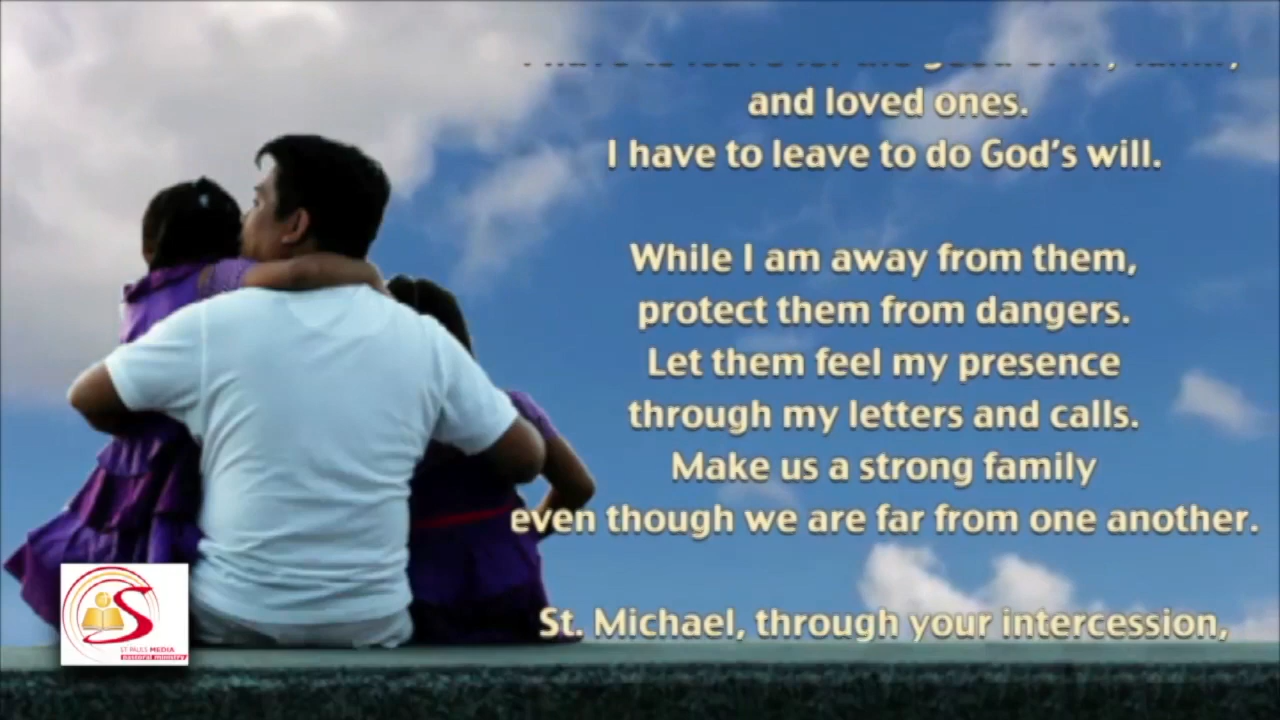 and loved ones.
I have to leave to do God's will.
While I am away from them,
protect them from dangers.
Let them feel my presence
through my letters and calls.
Make us a strong family
even though we are far from one another.
St. Michael, through your intercession,
S
ST PAULS MEDIA
pastoral ministry